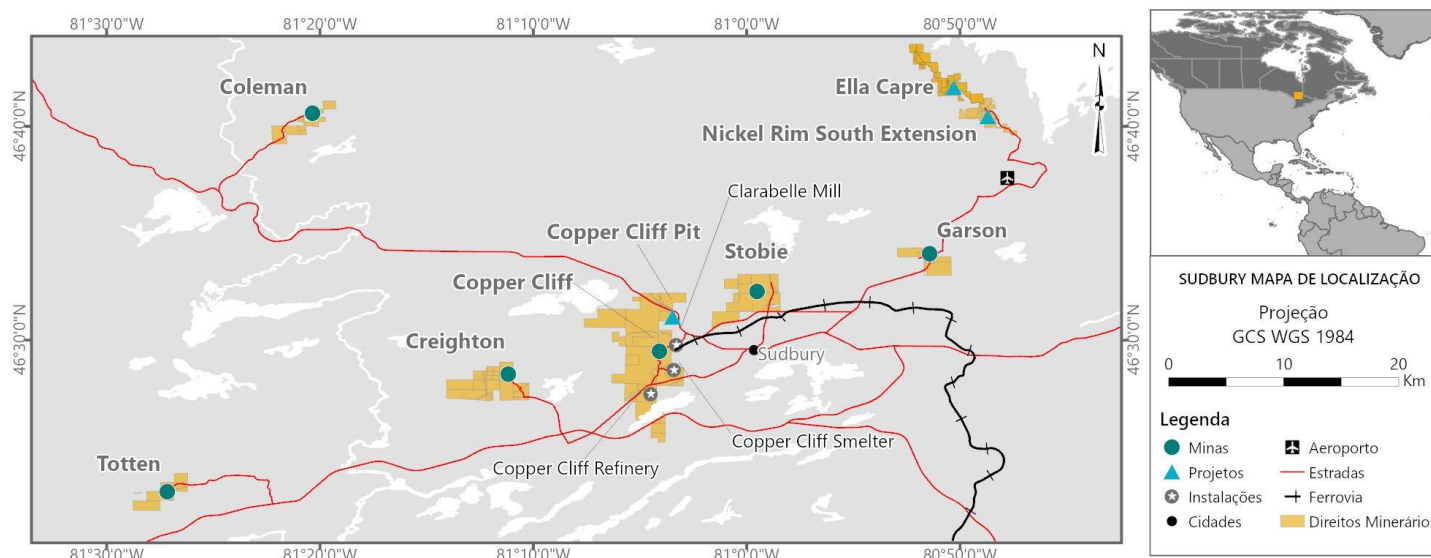 81°30'0"W
81°20'0"W
81°10'0"W
81°0'0"W
80°50'0"W
N
Coleman
Ella Capre
46°40'0"N
46°40'0"N
Nickel Rim South Extension
Clarabelle Mill
Copper Cliff Pit
Garson
Stobie
Copper Cliff
46°30'0"N
46°30'0"N
Creighton
Sudbury
Copper Cliff Smelter
Totten
Copper Cliff Refinery
81°30'0"W
81°20'0"W
81°10'0"W
81°0'0"W
80°50'0"W
SUDBURY MAPA DE LOCALIZAÇÃO
Projeção
GCS WGS 1984
0 10 20
Km
Legenda
Minas
Aeroporto
Projetos
Estradas
Instalações
Ferrovia
Cidades
Direitos Minerário